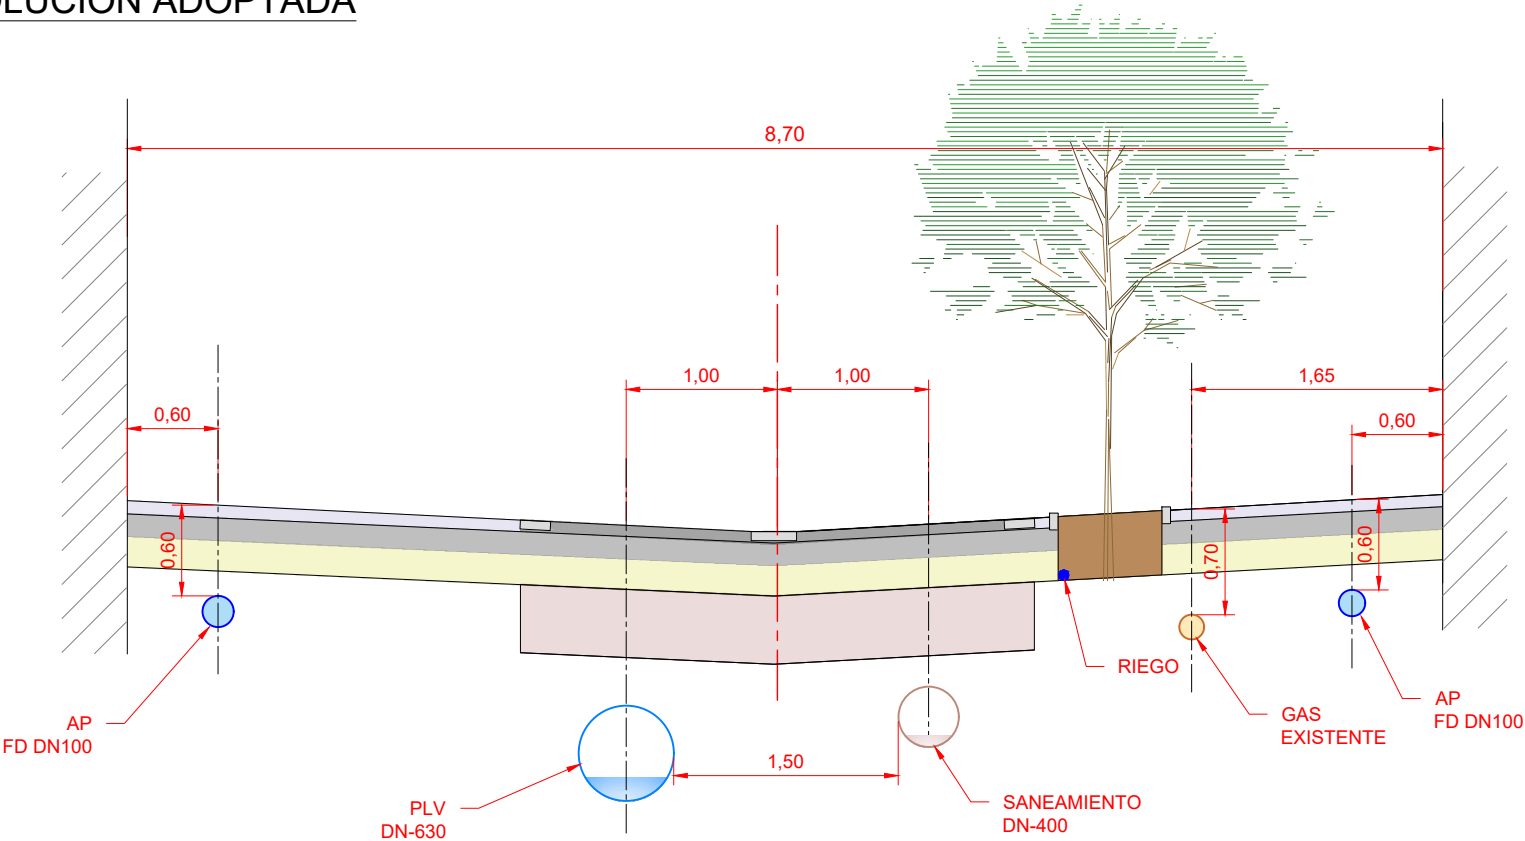 ADOPTADA
8,70
1,00
1,00
1,65
0,60
0,60
0,60
0,70
0,60
RIEGO
AP
FD DN100
GAS
EXISTENTE
AP
FD DN100
1,50
PLV
DN-630
SANEAMIENTO
DN-400